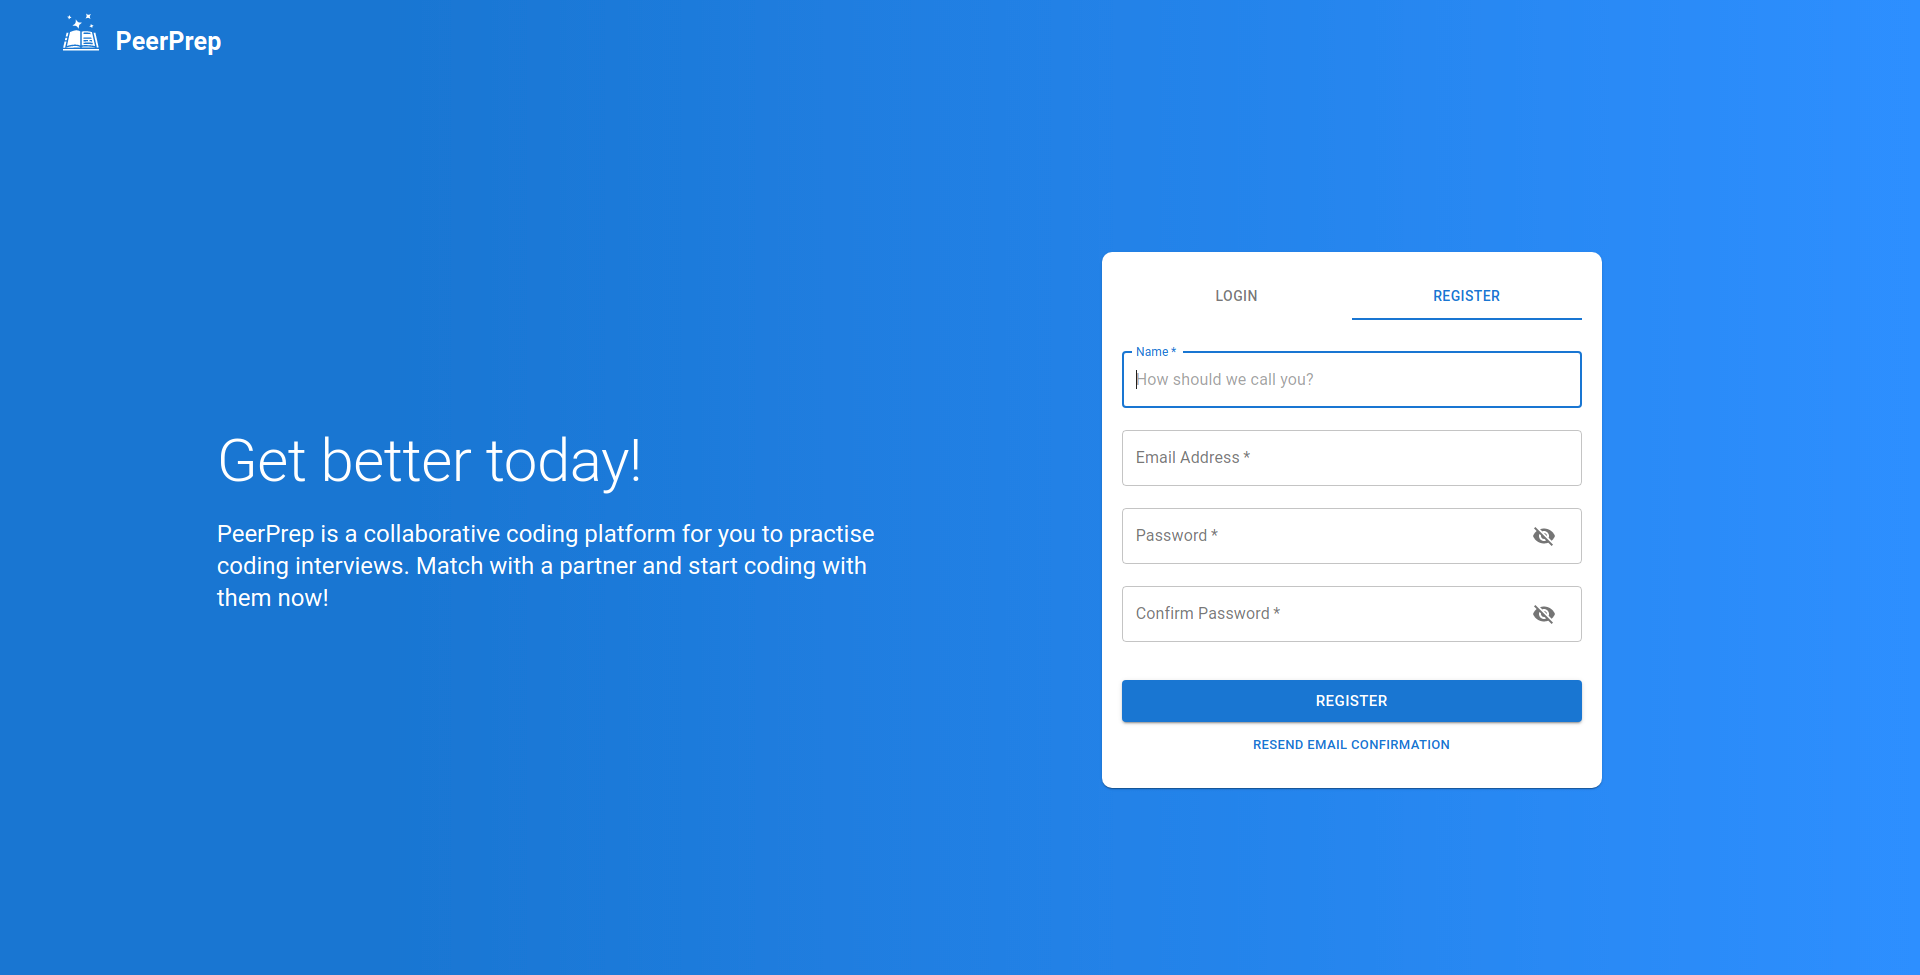 PeerPrep
Get better today!
PeerPrep is a collaborative coding platform for you to practise
coding interviews. Match with a partner and start coding with
them now!
LOGIN
REGISTER
Name *
How should we call you?
Email Address *
Password *
Confirm Password *
REGISTER
RESEND EMAIL CONFIRMATION